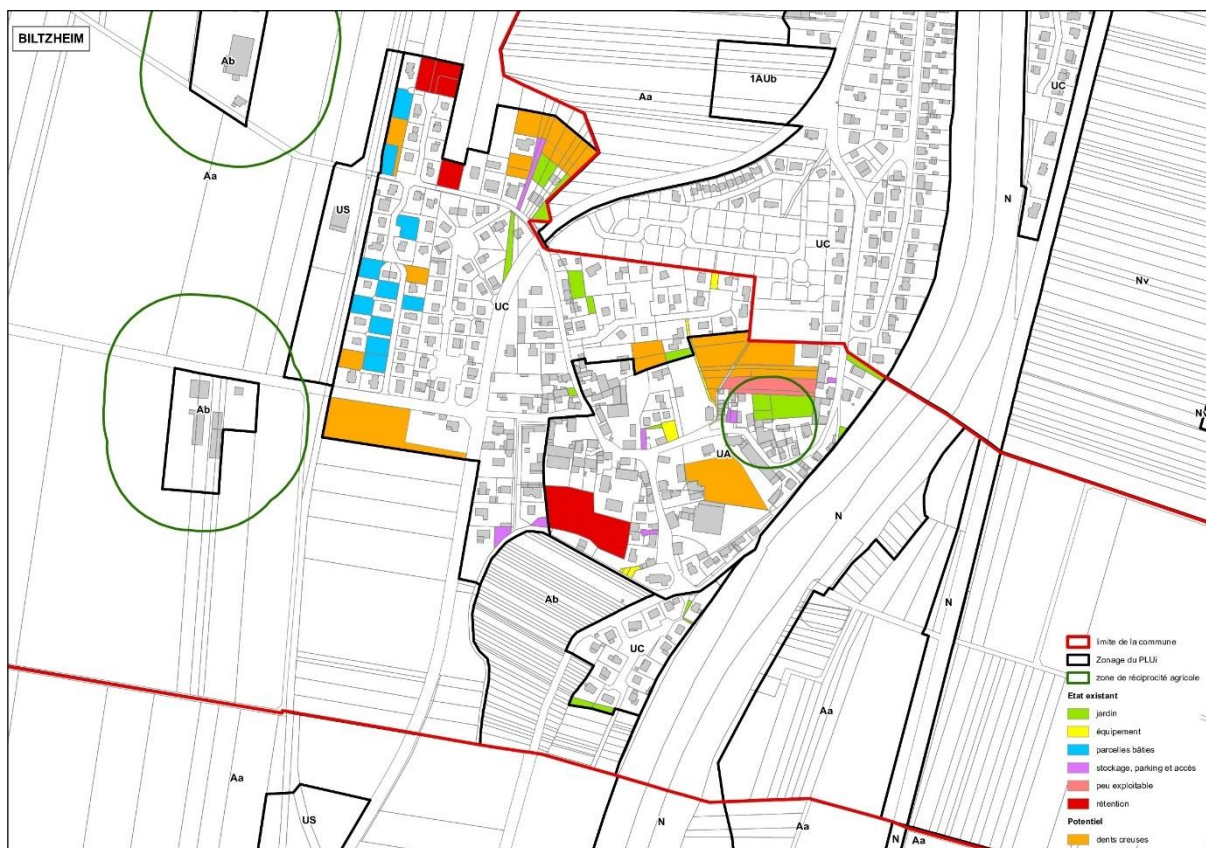 BILTZHEIM
Ab
1AUb
UC
Aa
Aa
N
US
UC
Nv
UC
Ab
UA
N
Ab
N
UC
Aa
Aa
US
N
Aa
N
Aa
limite de la commune
Zonage du PLUi
zone de réciprocité agricole
Etat existant
jardin
équipement
parcelles bâties
stockage, parking et accès
peu exploitable
rétention
Potentiel
dents creuses